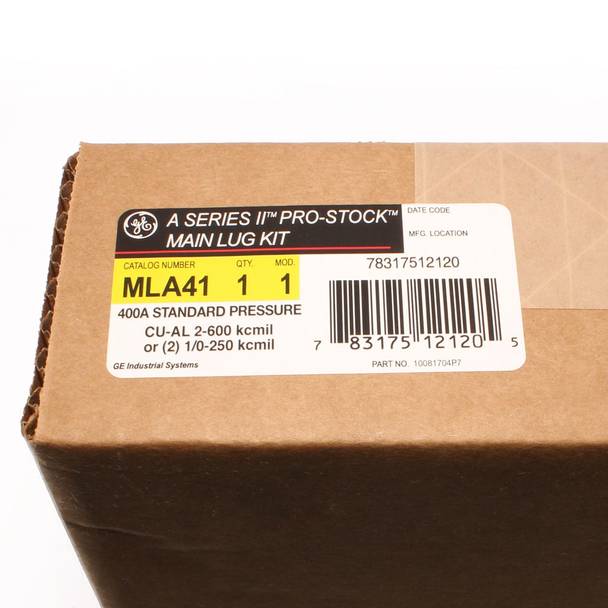 GE
A SERIES II™ PRO-STOCK™
MAIN LUG KIT
DATE CODE
MFG. LOCATION
CATALOG NUMBER QTY. MOD.
MLA41 1 1
400A STANDARD PRESSURE
CU-AL 2-600 kcmil
or (2) 1/0-250 kcmil
GE Industrial Systems
78317512120
7 83175 12120 5
PART NO. 10081704P7